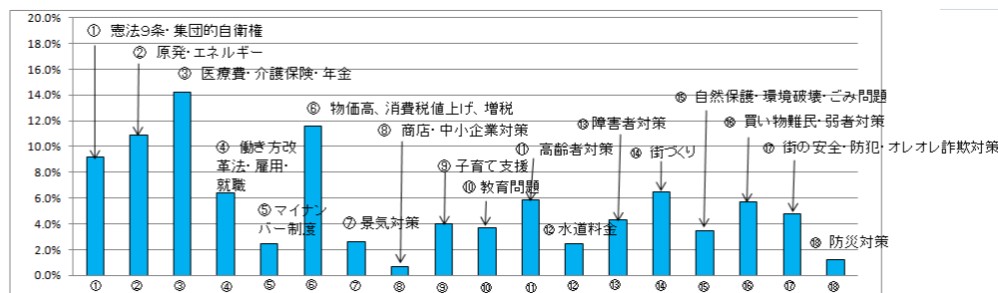 20.0%
18.0%
16.0%
14.0%
12.0%
10.0%
8.0%
6.0%
4.0%
2.0%
0.0%
① 憲法9条・集団的自衛権
② 原発・エネルギー
③ 医療費・介護保険・年金
④ 働き方改
革法・雇用・
就職
⑤マイナン
バー制度
⑥ 物価高、消費税値上げ、増税
⑦景気対策
⑧ 商店・中小企業対策
⑨子育て支援
⑩教育問題
⑪ 高齢者対策
⑫水道料金
⑬障害者対策
⑭ 街づくり
⑮ 自然保護・環境破壊・ごみ問題
⑯ 買い物難民・弱者対策
⑰ 街の安全・防犯・オレオレ詐欺対策
⑱ 防災対策
① ② ③ ④ ⑤ ⑥ ⑦ ⑧ ⑨ ⑩ ⑪ ⑫ ⑬ ⑭ ⑮ ⑯ ⑰ ⑱